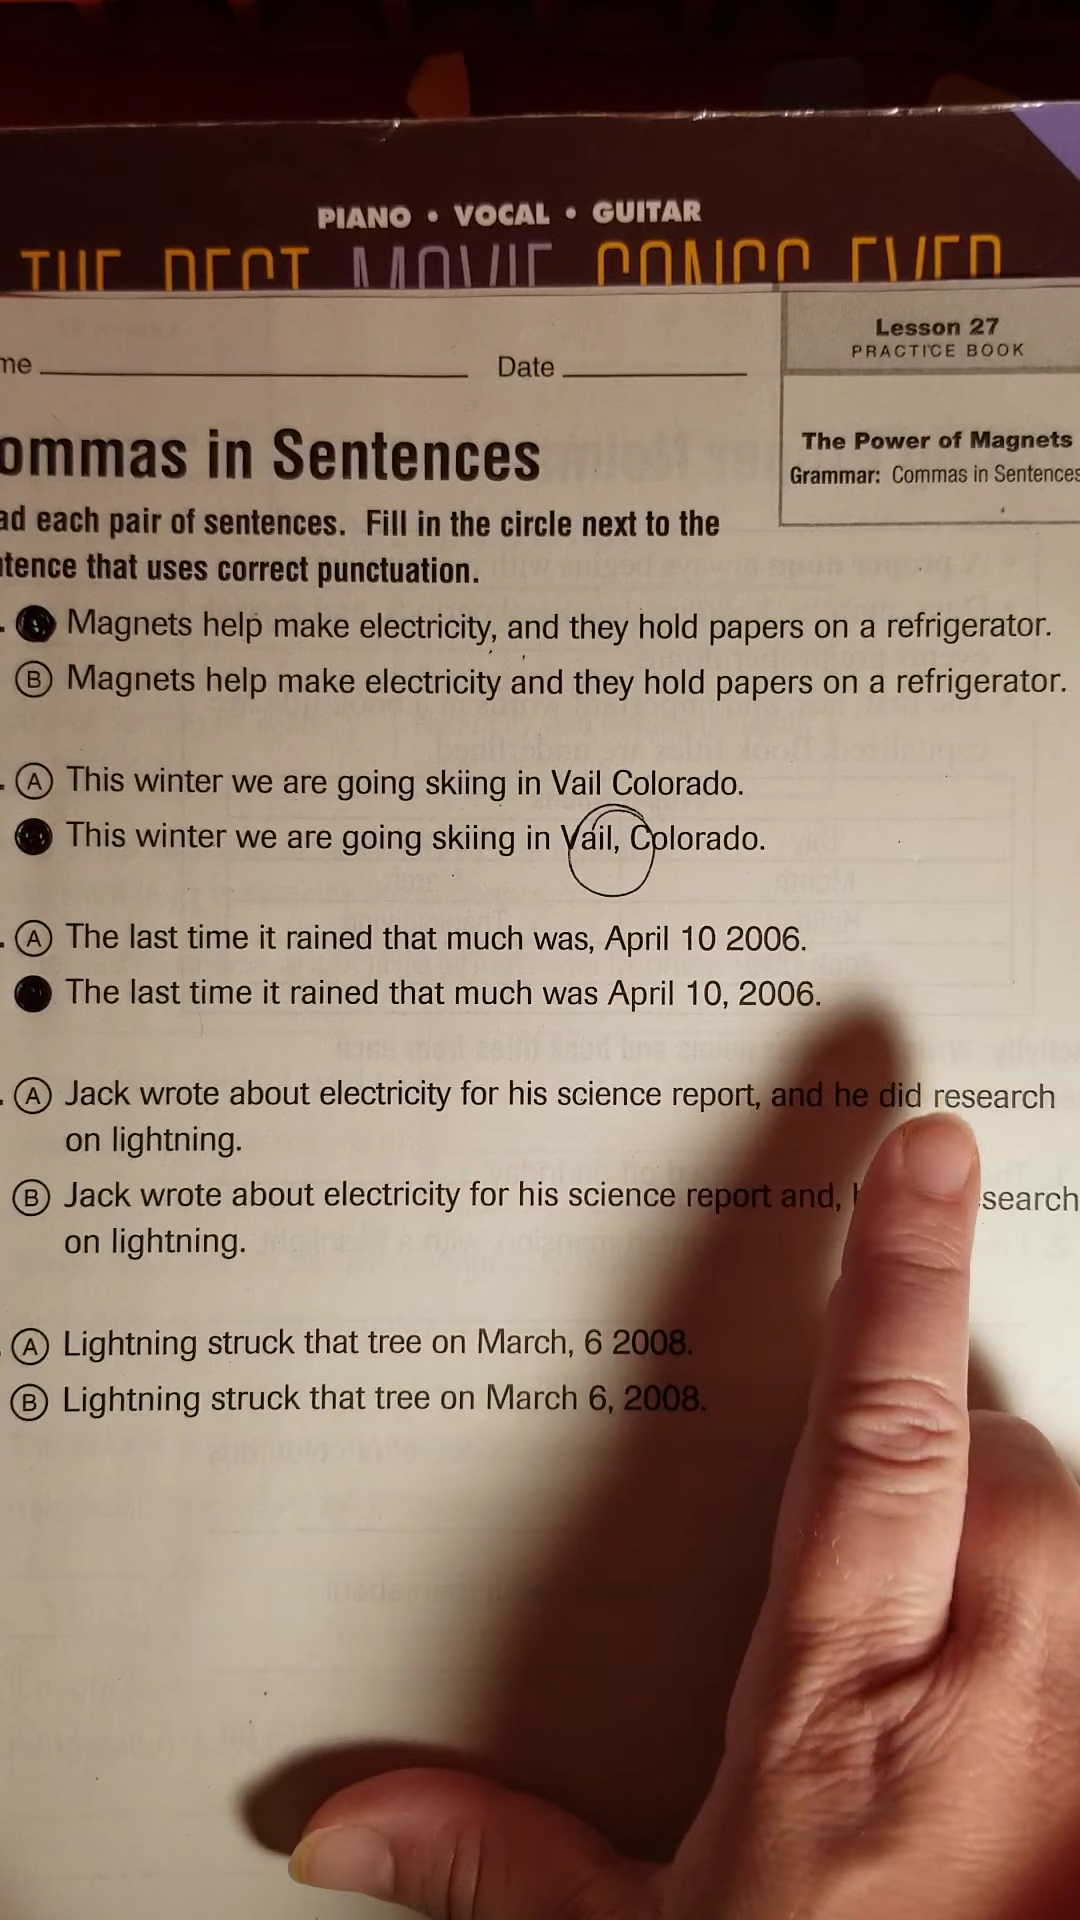 PIANO • VOCAL • GUITAR
THE BEST MOVIE SONGS EVER
Lesson 27
PRACTICE BOOK
me Date
The Power of Magnets
Grammar: Commas in Sentences
ommas in Sentences
ad each pair of sentences. Fill in the circle next to the
tence that uses correct punctuation.
. Magnets help make electricity, and they hold papers on a refrigerator.
B Magnets help make electricity and they hold papers on a refrigerator.
. A This winter we are going skiing in Vail Colorado.
This winter we are going skiing in Vail, Colorado.
. A The last time it rained that much was, April 10 2006.
The last time it rained that much was April 10, 2006.
. A Jack wrote about electricity for his science report, and he did research
on lightning.
B Jack wrote about electricity for his science report and, search
on lightning.
. A Lightning struck that tree on March, 6 2008.
B Lightning struck that tree on March 6, 2008.